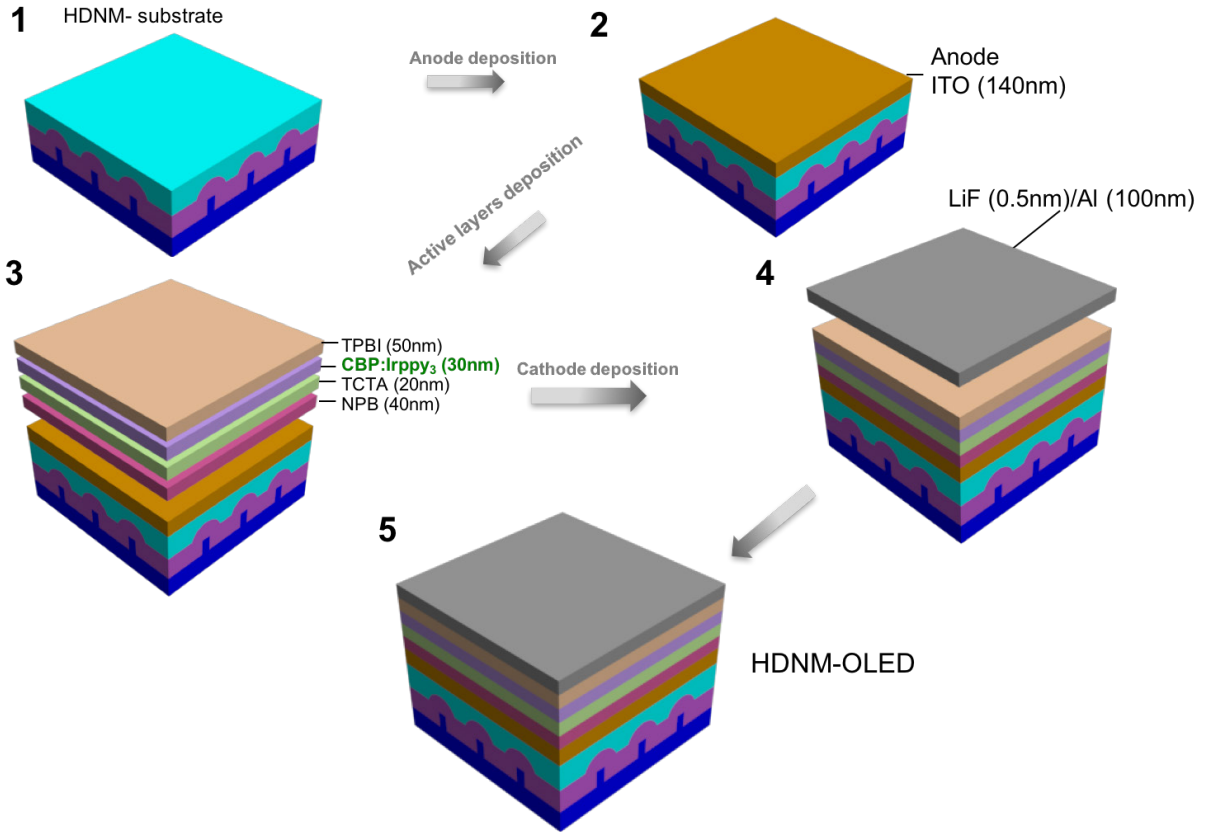 1
HDNM- substrate
Anode deposition
2
Anode
ITO (140nm)
Active layers deposition
3
TPBI (50nm)
CBP:Irppy₃ (30nm)
TCTA (20nm)
NPB (40nm)
Cathode deposition
LiF (0.5nm)/Al (100nm)
4
5
HDNM-OLED